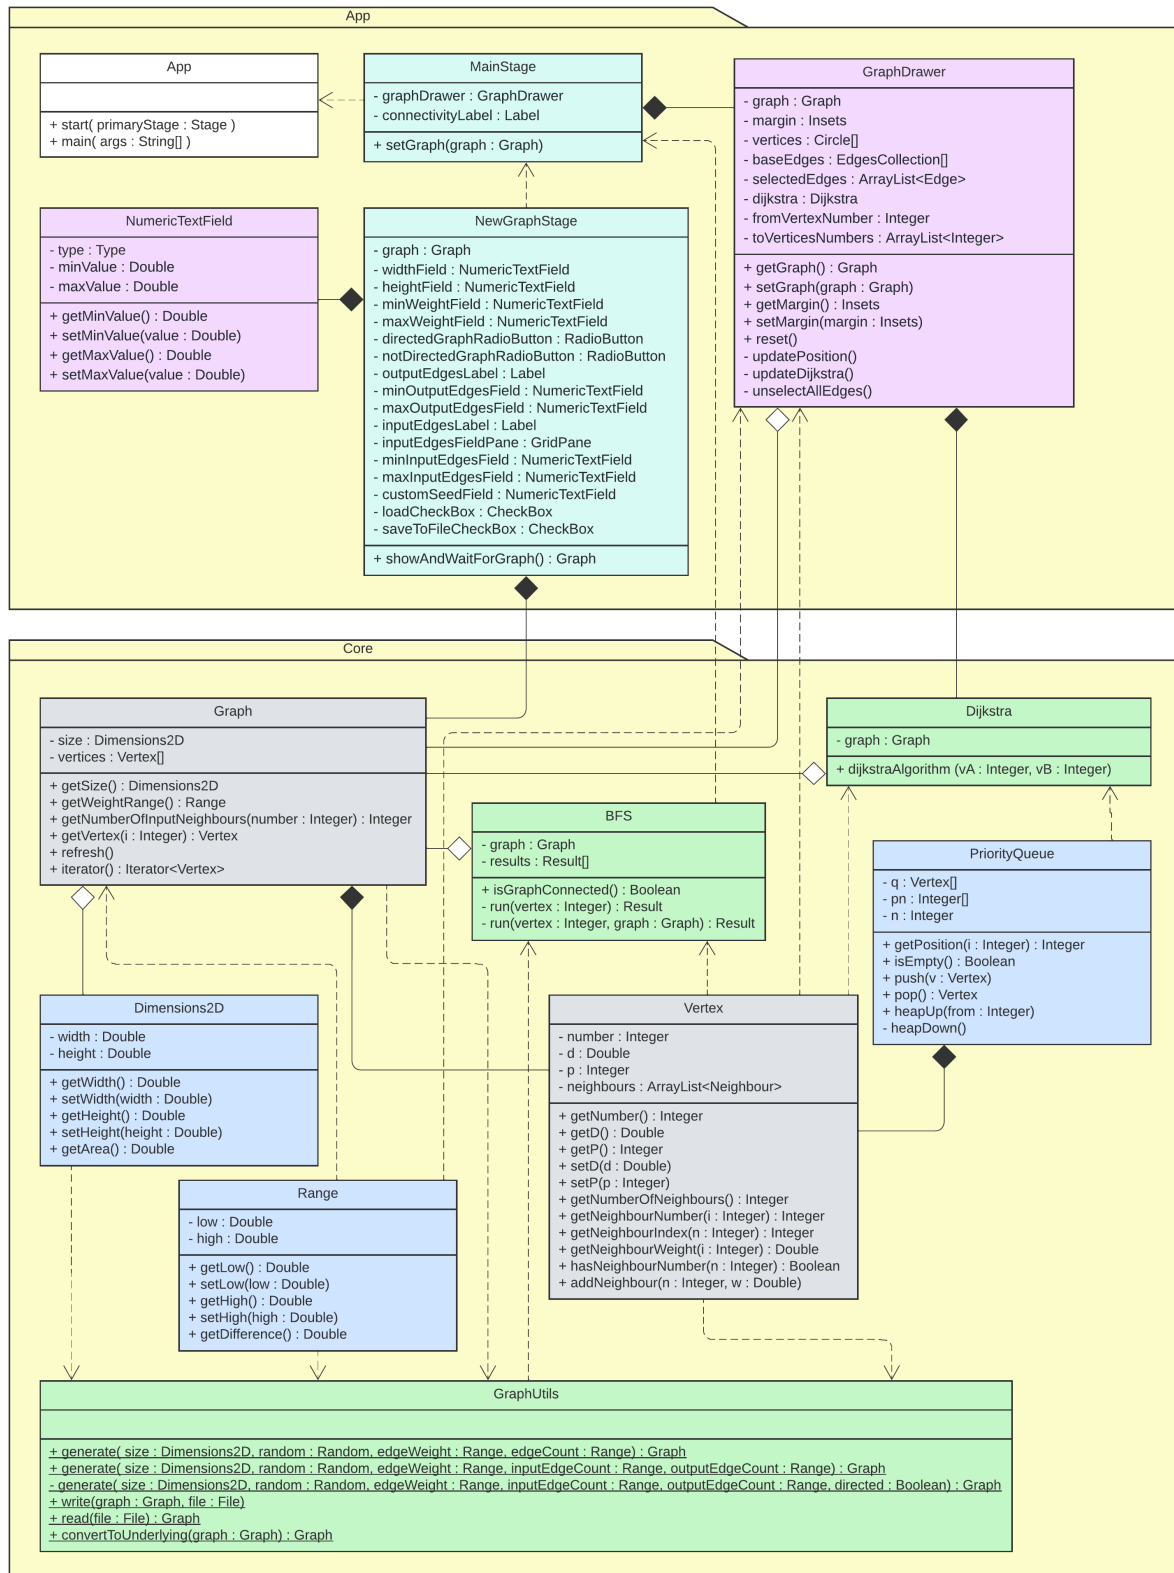 App
App
+ start( primaryStage : Stage )
+ main( args : String[] )
MainStage
- graphDrawer : GraphDrawer
- connectivityLabel : Label
+ setGraph(graph : Graph)
GraphDrawer
- graph : Graph
- margin : Insets
- vertices : Circle[]
- baseEdges : EdgesCollection[]
- selectedEdges : ArrayList<Edge>
- dijkstra : Dijkstra
- fromVertexNumber : Integer
- toVerticesNumbers : ArrayList<Integer>
+ getGraph() : Graph
+ setGraph(graph : Graph)
+ getMargin() : Insets
+ setMargin(margin : Insets)
+ reset()
- updatePosition()
- updateDijkstra()
- unselectAllEdges()
NumericTextField
- type : Type
- minValue : Double
- maxValue : Double
+ getMinValue() : Double
+ setMinValue(value : Double)
+ getMaxValue() : Double
+ setMaxValue(value : Double)
NewGraphStage
- graph : Graph
- widthField : NumericTextField
- heightField : NumericTextField
- minWeightField : NumericTextField
- maxWeightField : NumericTextField
- directedGraphRadioButton : RadioButton
- notDirectedGraphRadioButton : RadioButton
- outputEdgesLabel : Label
- minOutputEdgesField : NumericTextField
- maxOutputEdgesField : NumericTextField
- inputEdgesLabel : Label
- inputEdgesFieldPane : GridPane
- minInputEdgesField : NumericTextField
- maxInputEdgesField : NumericTextField
- customSeedField : NumericTextField
- loadCheckBox : CheckBox
- saveToFileCheckBox : CheckBox
+ showAndWaitForGraph() : Graph
Core
Graph
- size : Dimensions2D
- vertices : Vertex[]
+ getSize() : Dimensions2D
+ getWeightRange() : Range
+ getNumberOfInputNeighbours(number : Integer) : Integer
+ getVertex(i : Integer) : Vertex
+ refresh()
+ iterator() : Iterator<Vertex>
Dijkstra
- graph : Graph
+ dijkstraAlgorithm (vA : Integer, vB : Integer)
BFS
- graph : Graph
- results : Result[]
+ isGraphConnected() : Boolean
- run(vertex : Integer) : Result
- run(vertex : Integer, graph : Graph) : Result
PriorityQueue
- q : Vertex[]
- pn : Integer[]
- n : Integer
+ getPosition(i : Integer) : Integer
+ isEmpty() : Boolean
+ push(v : Vertex)
+ pop() : Vertex
+ heapUp(from : Integer)
- heapDown()
Dimensions2D
- width : Double
- height : Double
+ getWidth() : Double
+ setWidth(width : Double)
+ getHeight() : Double
+ setHeight(height : Double)
+ getArea() : Double
Vertex
- number : Integer
- d : Double
- p : Integer
- neighbours : ArrayList<Neighbour>
+ getNumber() : Integer
+ getD() : Double
+ getP() : Integer
+ setD(d : Double)
+ setP(p : Integer)
+ getNumberOfNeighbours() : Integer
+ getNeighbourNumber(i : Integer) : Integer
+ getNeighbourIndex(n : Integer) : Integer
+ getNeighbourWeight(i : Integer) : Double
+ hasNeighbourNumber(n : Integer) : Boolean
+ addNeighbour(n : Integer, w : Double)
Range
- low : Double
- high : Double
+ getLow() : Double
+ setLow(low : Double)
+ getHigh() : Double
+ setHigh(high : Double)
+ getDifference() : Double
GraphUtils
+ generate( size : Dimensions2D, random : Random, edgeWeight : Range, edgeCount : Range) : Graph
+ generate( size : Dimensions2D, random : Random, edgeWeight : Range, inputEdgeCount : Range, outputEdgeCount : Range) : Graph
- generate( size : Dimensions2D, random : Random, edgeWeight : Range, inputEdgeCount : Range, outputEdgeCount : Range, directed : Boolean) : Graph
+ write(graph : Graph, file : File)
+ read(file : File) : Graph
+ convertToUnderlying(graph : Graph) : Graph